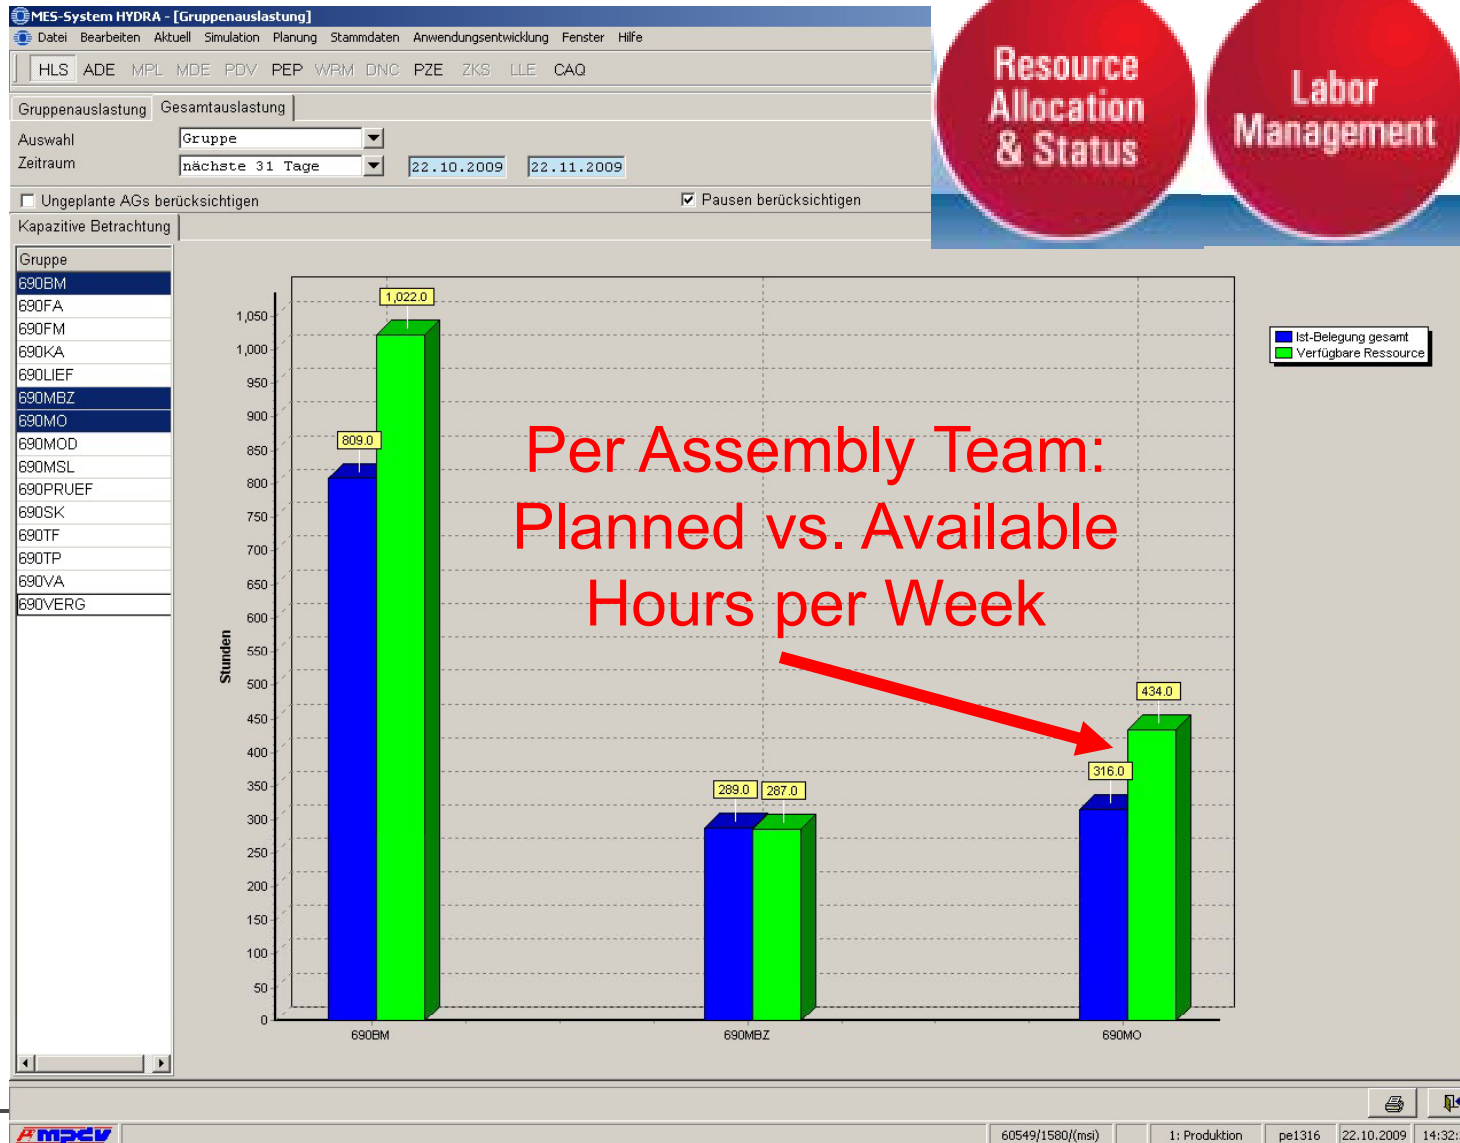 MES-System HYDRA - [Gruppenauslastung]
Datei Bearbeiten Aktuell Simulation Planung Stammdaten Anwendungsentwicklung Fenster Hilfe
HLS ADE MPL MDE PDV PEP WRM DNC PZE ZKS LLE CAQ
Resource
Allocation
& Status
Labor
Management
Gruppenauslastung Gesamtauslastung
Auswahl Gruppe
Zeitraum nächste 31 Tage 22.10.2009 22.11.2009
Ungeplante AGs berücksichtigen Pausen berücksichtigen
Kapazitive Betrachtung
Gruppe
690BM
690FA
690FM
690KA
690LIEF
690MBZ
690MO
690MOD
690MSL
690PRUEF
690SK
690TF
690TP
690VA
690VERG
Stunden
1,050
1,000
950
900
850
800
750
700
650
600
550
500
450
400
350
300
250
200
150
100
50
0
809.0
1,022.0
289.0
287.0
316.0
434.0
690BM
690MBZ
690MO
Ist-Belegung gesamt
Verfügbare Ressource
Per Assembly Team:
Planned vs. Available
Hours per Week
mpdv
60549/1580/(msi) 1: Produktion pe1316 22.10.2009 14:32: